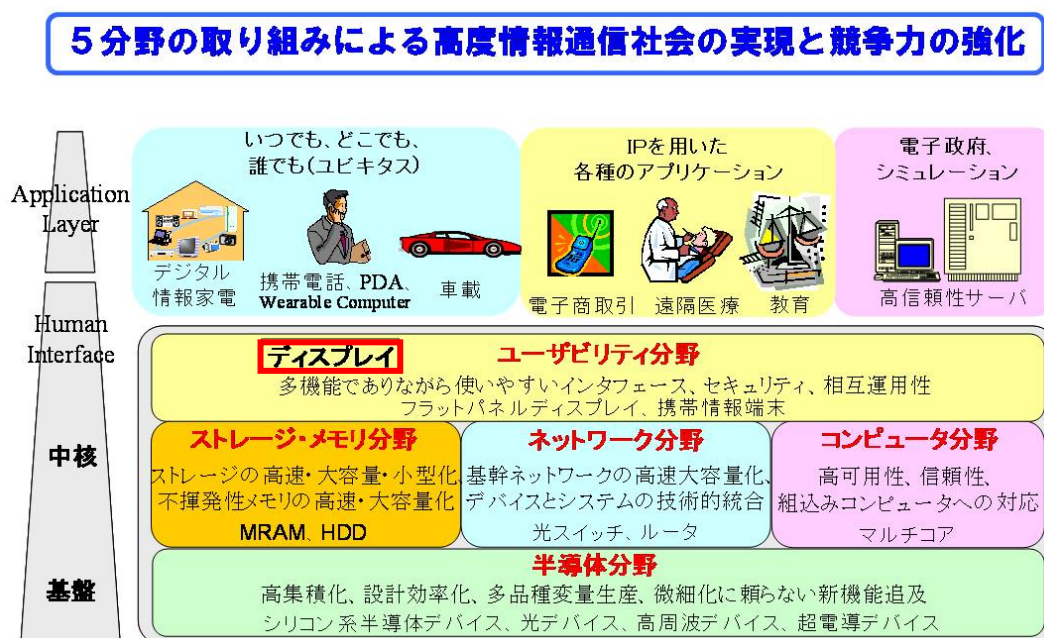 5分野の取り組みによる高度情報通信社会の実現と競争力の強化
Application
Layer
いつでも、どこでも、
誰でも(ユビキタス)
デジタル
情報家電
携帯電話、PDA、
Wearable Computer
車載
IPを用いた
各種のアプリケーション
電子商取引
遠隔医療
教育
電子政府、
シミュレーション
高信頼性サーバ
Human
Interface
ディスプレイ
ユーザビリティ分野
多機能でありながら使いやすいインタフェース、セキュリティ、相互運用性
フラットパネルディスプレイ、携帯情報端末
中核
ストレージ・メモリ分野
ストレージの高速・大容量・小型化、
不揮発性メモリの高速・大容量化
MRAM、HDD
ネットワーク分野
基幹ネットワークの高速大容量化、
デバイスとシステムの技術的統合
光スイッチ、ルータ
コンピュータ分野
高可用性、信頼性、
組込みコンピュータへの対応
マルチコア
基盤
半導体分野
高集積化、設計効率化、多品種変量生産、微細化に頼らない新機能追及
シリコン系半導体デバイス、光デバイス、高周波デバイス、超電導デバイス